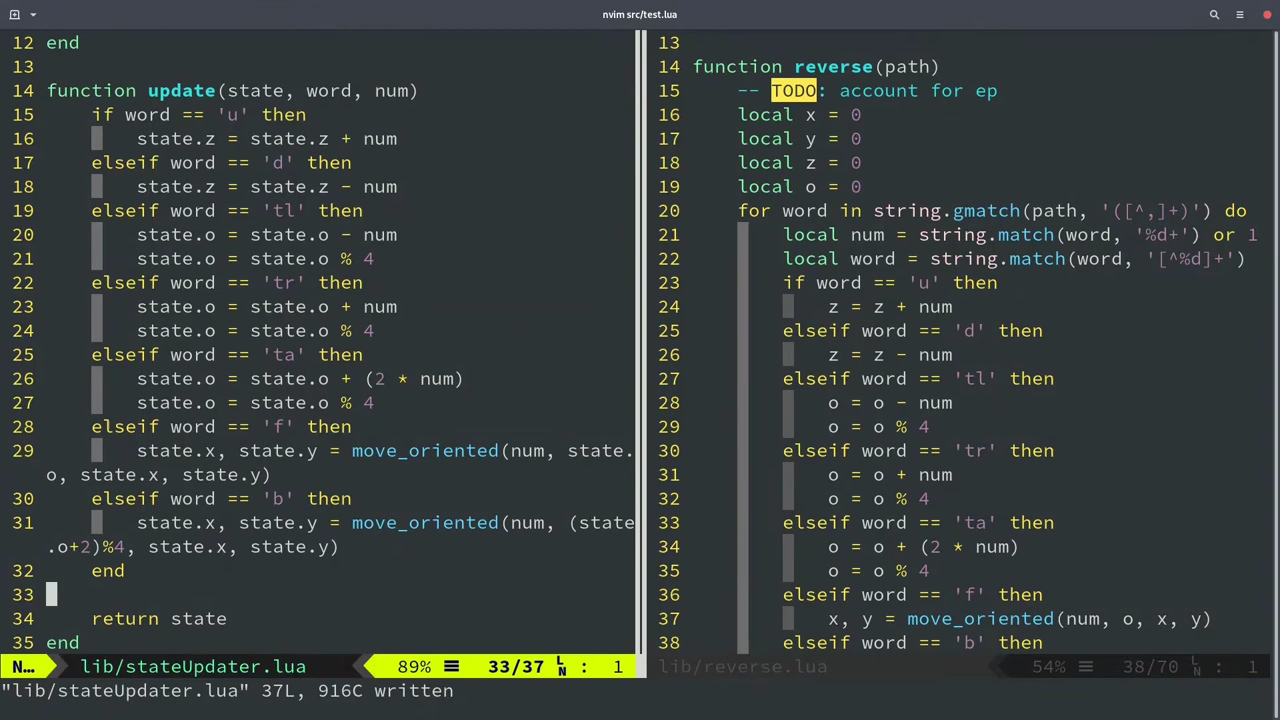 nvim src/test.lua
12 end
13
14 function update(state, word, num)
15 if word == 'u' then
16 state.z = state.z + num
17 elseif word == 'd' then
18 state.z = state.z - num
19 elseif word == 'tl' then
20 state.o = state.o - num
21 state.o = state.o % 4
22 elseif word == 'tr' then
23 state.o = state.o + num
24 state.o = state.o % 4
25 elseif word == 'ta' then
26 state.o = state.o + (2 * num)
27 state.o = state.o % 4
28 elseif word == 'f' then
29 state.x, state.y = move_oriented(num, state.
o, state.x, state.y)
30 elseif word == 'b' then
31 state.x, state.y = move_oriented(num, (state
.o+2)%4, state.x, state.y)
32 end
33
34 return state
35 end
N… lib/stateUpdater.lua 89% ☰ 33/37 LN : 1
"lib/stateUpdater.lua" 37L, 916C written
13
14 function reverse(path)
15 -- TODO: account for ep
16 local x = 0
17 local y = 0
18 local z = 0
19 local o = 0
20 for word in string.gmatch(path, '([^,]+)') do
21 local num = string.match(word, '%d+') or 1
22 local word = string.match(word, '[^%d]+')
23 if word == 'u' then
24 z = z + num
25 elseif word == 'd' then
26 z = z - num
27 elseif word == 'tl' then
28 o = o - num
29 o = o % 4
30 elseif word == 'tr' then
31 o = o + num
32 o = o % 4
33 elseif word == 'ta' then
34 o = o + (2 * num)
35 o = o % 4
36 elseif word == 'f' then
37 x, y = move_oriented(num, o, x, y)
38 elseif word == 'b' then
lib/reverse.lua 54% ☰ 38/70 LN : 1